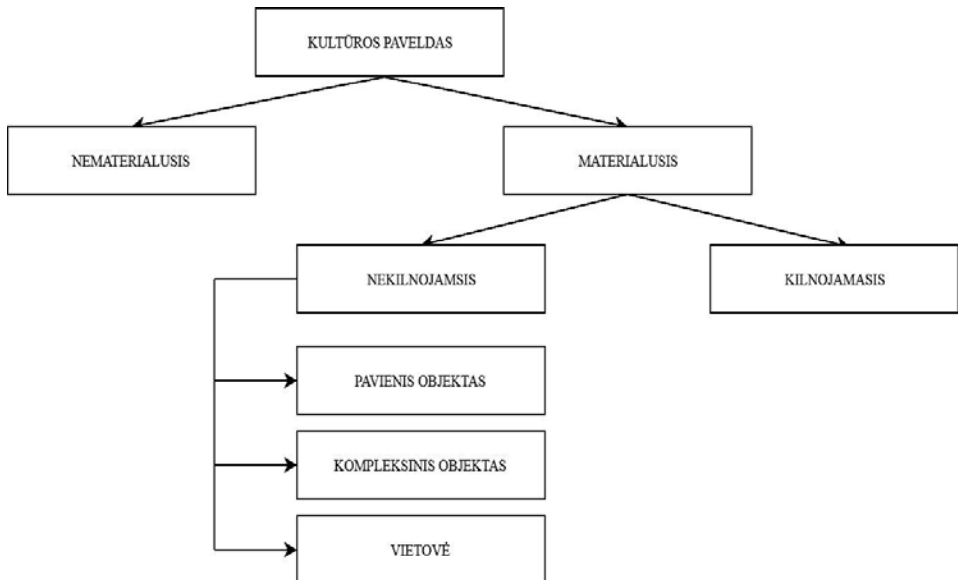 KULTŪROS PAVELDAS
NEMATERIALUSIS
MATERIALUSIS
NEKILNOJAMSIS
KILNOJAMASIS
PAVIENIS OBJEKTAS
KOMPLEKSINIS OBJEKTAS
VIETOVĖ